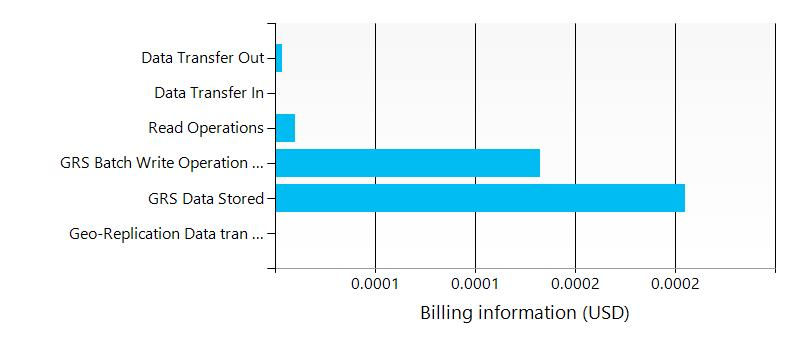 Data Transfer Out
Data Transfer In
Read Operations
GRS Batch Write Operation ...
GRS Data Stored
Geo-Replication Data tran ...
0.0001 0.0001 0.0002 0.0002
Billing information (USD)